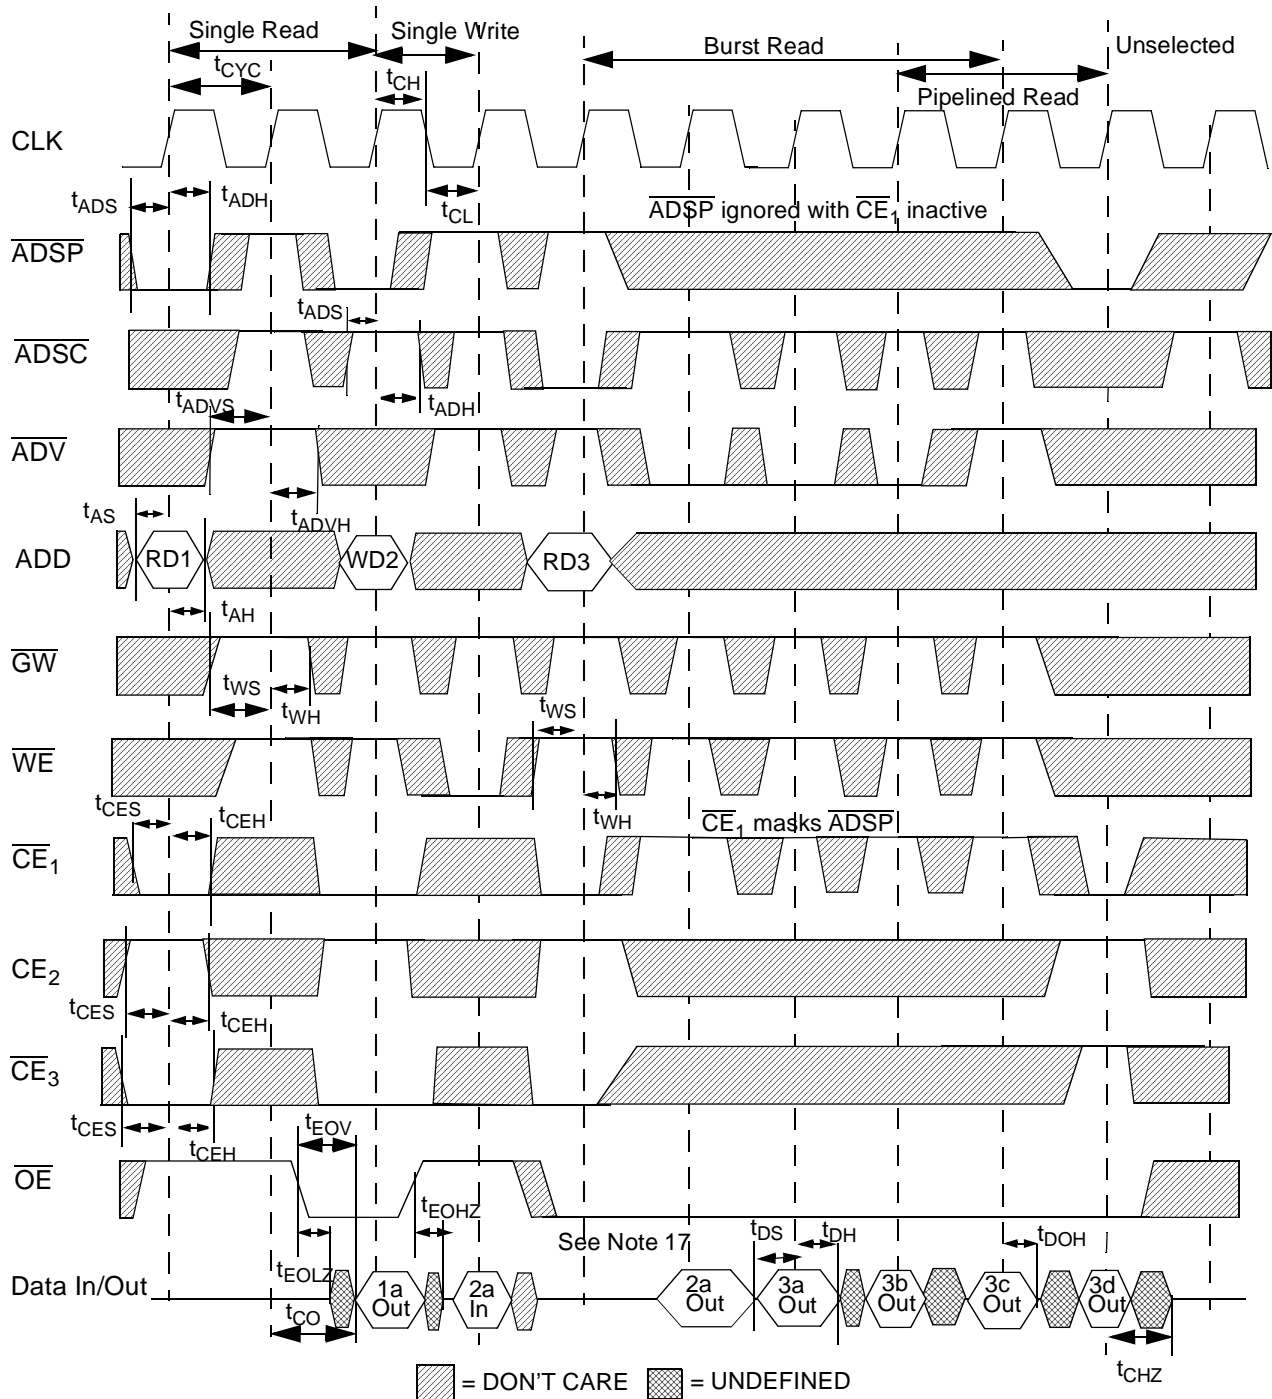 Single Read
Single Write
Burst Read
Unselected
tCYC
tCH
Pipelined Read
CLK
tADS
tADH
tCL
ADSP ignored with CE1 inactive
ADSP
tADS
ADSC
tADVS
tADH
ADV
tAS
tADVH
ADD
RD1
WD2
RD3
tAH
GW
tWS
tWH
tWS
WE
tCES
tCEH
tWH
CE1 masks ADSP
CE1
CE2
tCES
tCEH
CE3
tCES
tCEH
tEOV
OE
tEOHZ
See Note 17
tDS
tDH
tDOH
tEOLZ
Data In/Out
1a Out
2a In
2a Out
3a Out
3b Out
3c Out
3d Out
tCO
tCHZ
= DON'T CARE
= UNDEFINED